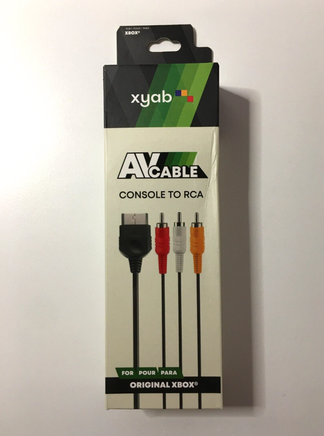 XBOX®
xyab
AV CABLE
CONSOLE TO RCA
FOR POUR PARA
ORIGINAL XBOX®